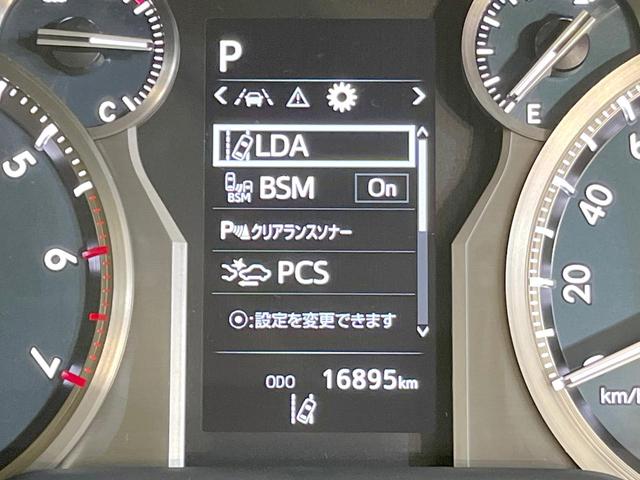 P
C
E
LDA
BSM
BSM On
P クリアランスソナー
PCS
:設定を変更できます
ODO 16895km
5
6
7
40
20
0
km/h